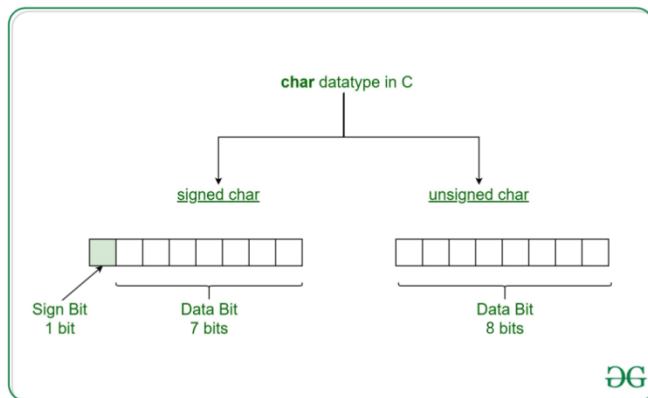 char datatype in C
signed char
unsigned char
Sign Bit
1 bit
Data Bit
7 bits
Data Bit
8 bits